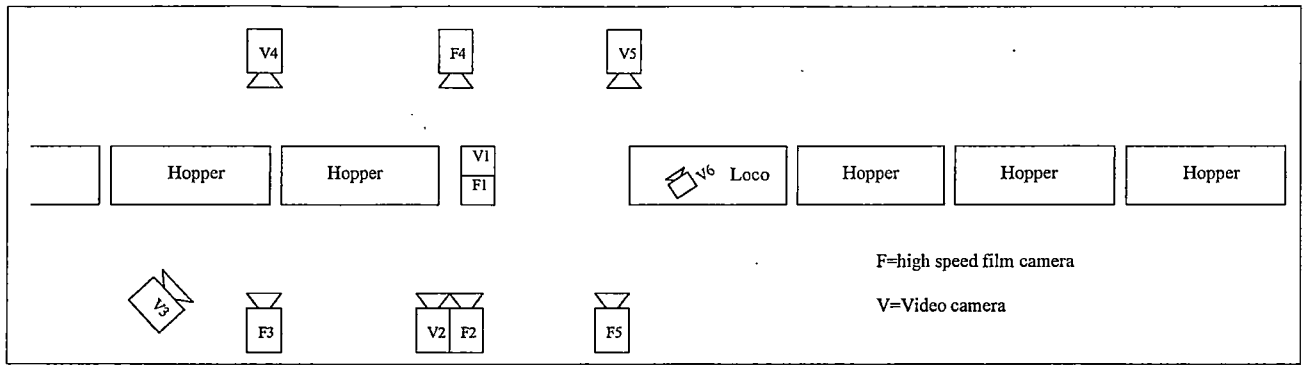 V4
F4
V5
Hopper
Hopper
V1
F1
V6
Loco
Hopper
Hopper
Hopper
F=high speed film camera
V=Video camera
V3
F3
V2
F2
F5